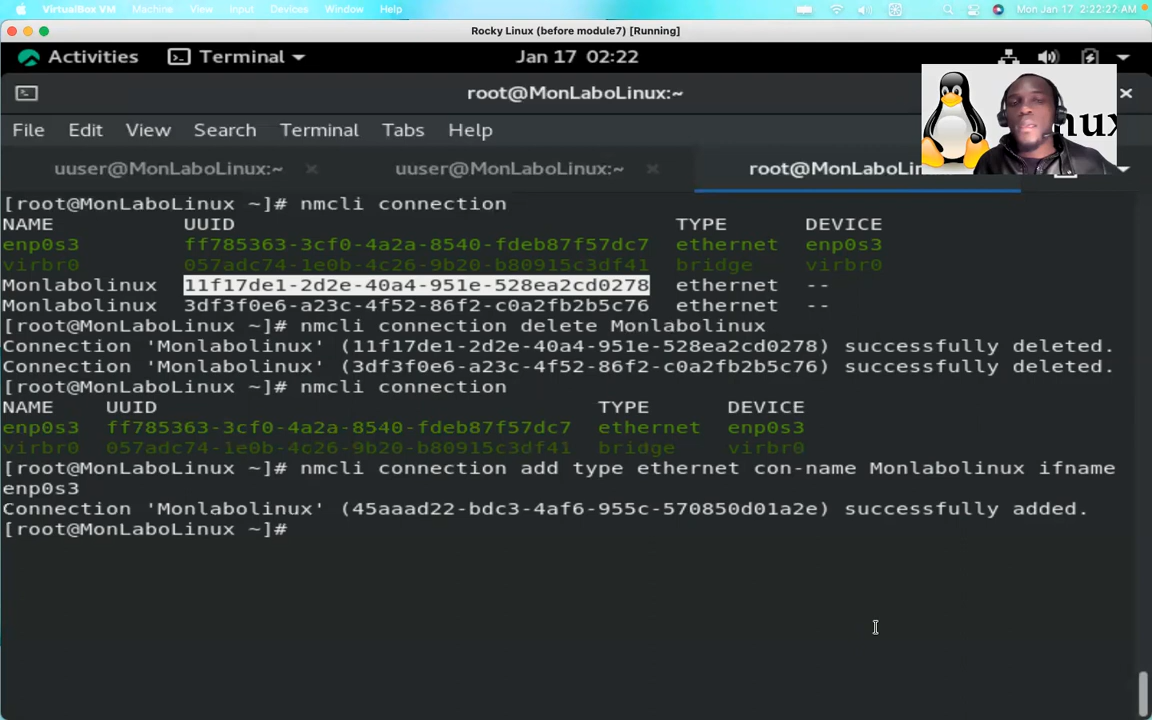 VirtualBox VM Machine View Input Devices Window Help Mon Jan 17 2:22:27 AM
Rocky Linux (before module7) [Running]
Activities Terminal Jan 17 02:22
root@MonLaboLinux:~
File Edit View Search Terminal Tabs Help
uuser@MonLaboLinux:~ uuser@MonLaboLinux:~ root@MonLaboLin
[root@MonLaboLinux ~]# nmcli connection
NAME UUID TYPE DEVICE
enp0s3 ff785363-3cf0-4a2a-8540-fdeb87f57dc7 ethernet enp0s3
virbr0 057adc74-1e0b-4c26-9b20-b80915c3df41 bridge virbr0
Monlabolinux 11f17de1-2d2e-40a4-951e-528ea2cd0278 ethernet --
Monlabolinux 3df3f0e6-a23c-4f52-86f2-c0a2fb2b5c76 ethernet --
[root@MonLaboLinux ~]# nmcli connection delete Monlabolinux
Connection 'Monlabolinux' (11f17de1-2d2e-40a4-951e-528ea2cd0278) successfully deleted.
Connection 'Monlabolinux' (3df3f0e6-a23c-4f52-86f2-c0a2fb2b5c76) successfully deleted.
[root@MonLaboLinux ~]# nmcli connection
NAME UUID TYPE DEVICE
enp0s3 ff785363-3cf0-4a2a-8540-fdeb87f57dc7 ethernet enp0s3
virbr0 057adc74-1e0b-4c26-9b20-b80915c3df41 bridge virbr0
[root@MonLaboLinux ~]# nmcli connection add type ethernet con-name Monlabolinux ifname
enp0s3
Connection 'Monlabolinux' (45aaad22-bdc3-4af6-955c-570850d01a2e) successfully added.
[root@MonLaboLinux ~]#